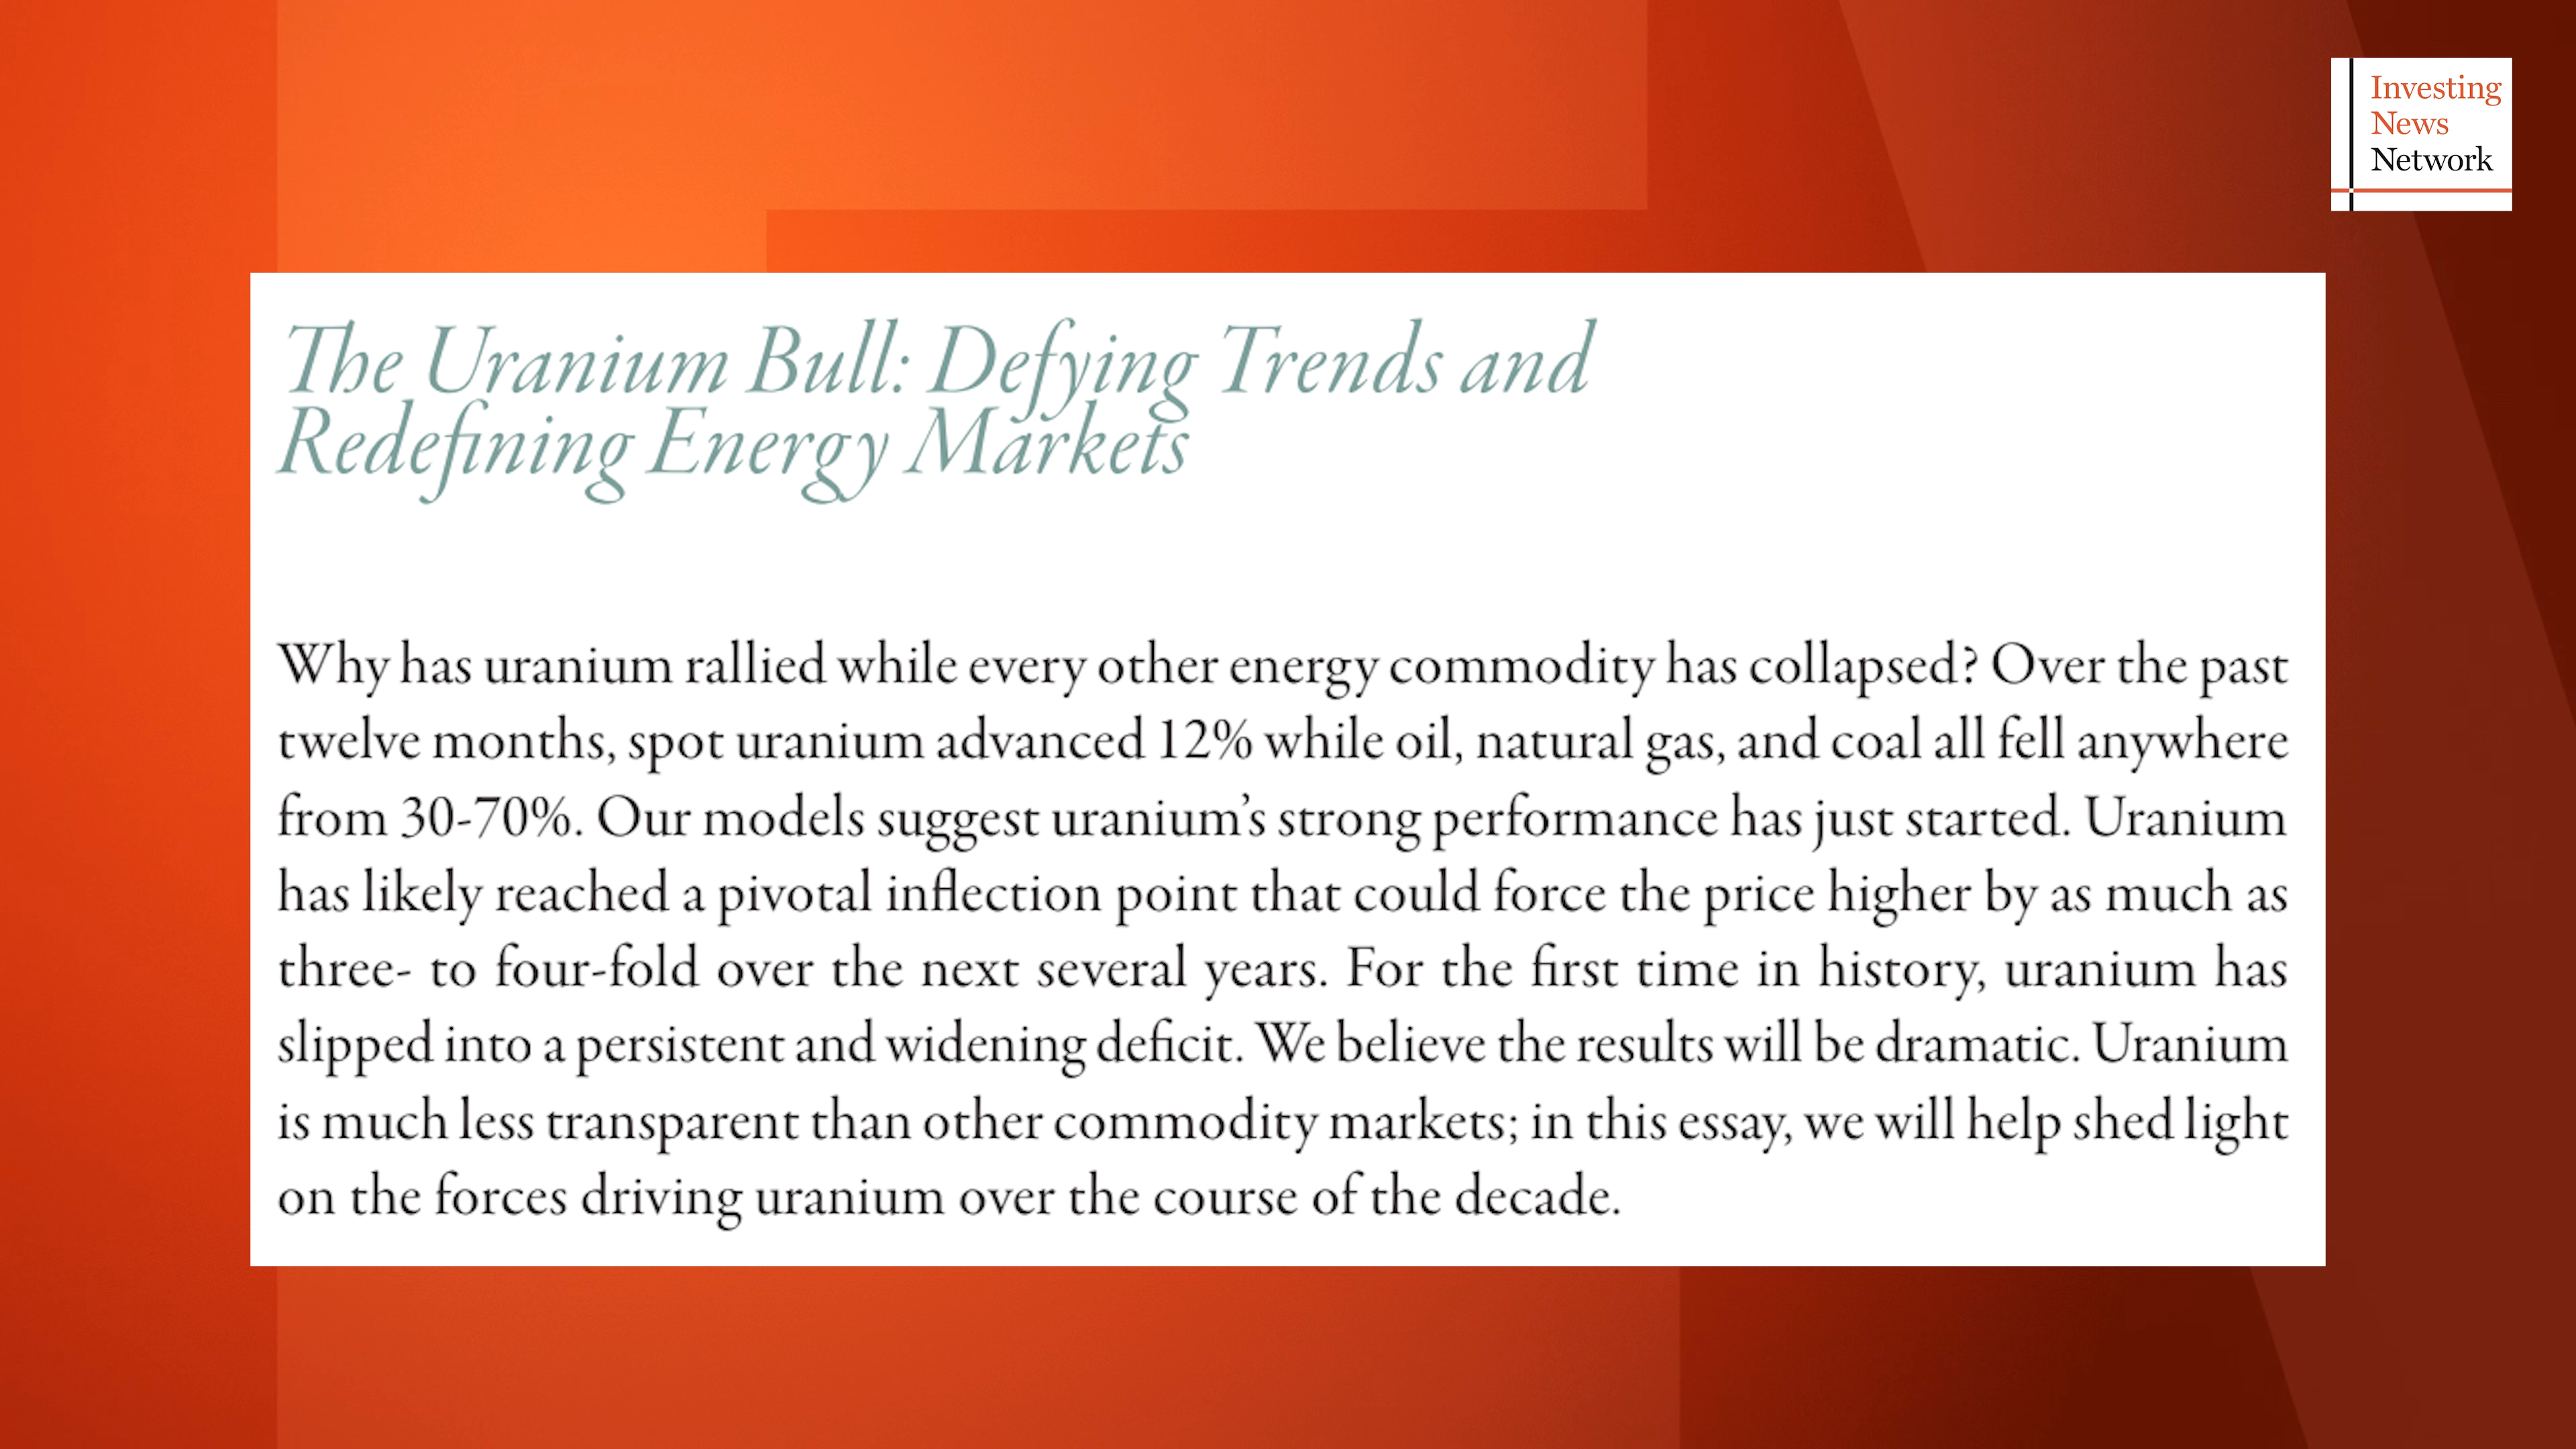 Investing
News
Network
The Uranium Bull: Defying Trends and
Redefining Energy Markets
Why has uranium rallied while every other energy commodity has collapsed? Over the past
twelve months, spot uranium advanced 12% while oil, natural gas, and coal all fell anywhere
from 30-70%. Our models suggest uranium’s strong performance has just started. Uranium
has likely reached a pivotal inflection point that could force the price higher by as much as
three- to four-fold over the next several years. For the first time in history, uranium has
slipped into a persistent and widening deficit. We believe the results will be dramatic. Uranium
is much less transparent than other commodity markets; in this essay, we will help shed light
on the forces driving uranium over the course of the decade.